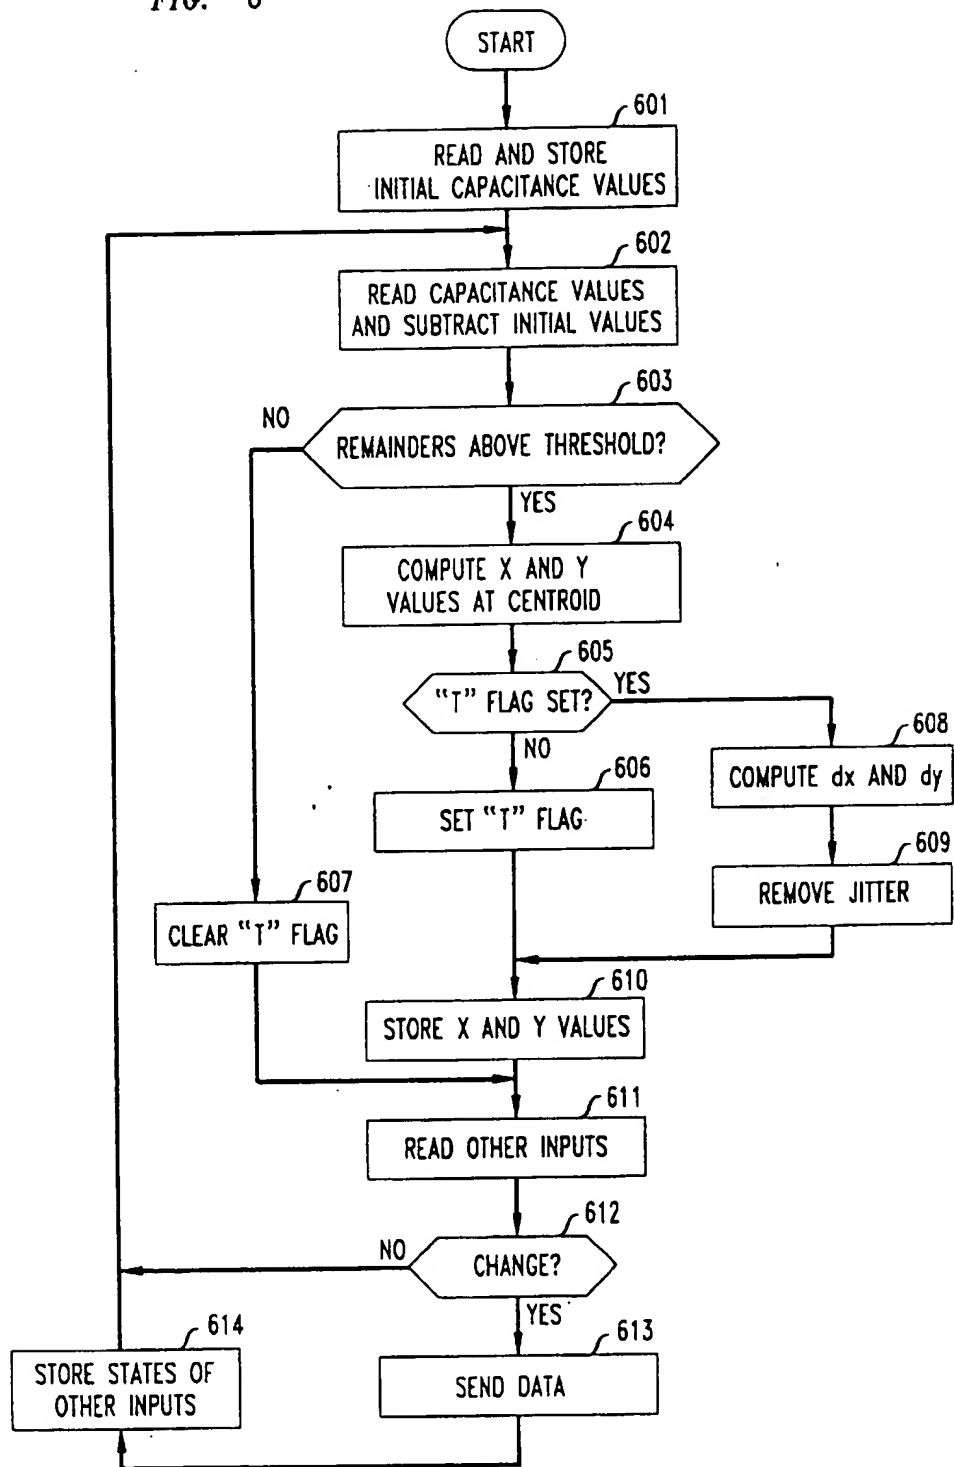 FIG. 6
START
601
READ AND STORE
INITIAL CAPACITANCE VALUES
602
READ CAPACITANCE VALUES
AND SUBTRACT INITIAL VALUES
603
NO
REMAINDERS ABOVE THRESHOLD?
YES
604
COMPUTE X AND Y
VALUES AT CENTROID
605
"T" FLAG SET?
YES
NO
608
COMPUTE dx AND dy
606
SET "T" FLAG
609
REMOVE JITTER
607
CLEAR "T" FLAG
610
STORE X AND Y VALUES
611
READ OTHER INPUTS
612
NO
CHANGE?
YES
614
STORE STATES OF
OTHER INPUTS
613
SEND DATA